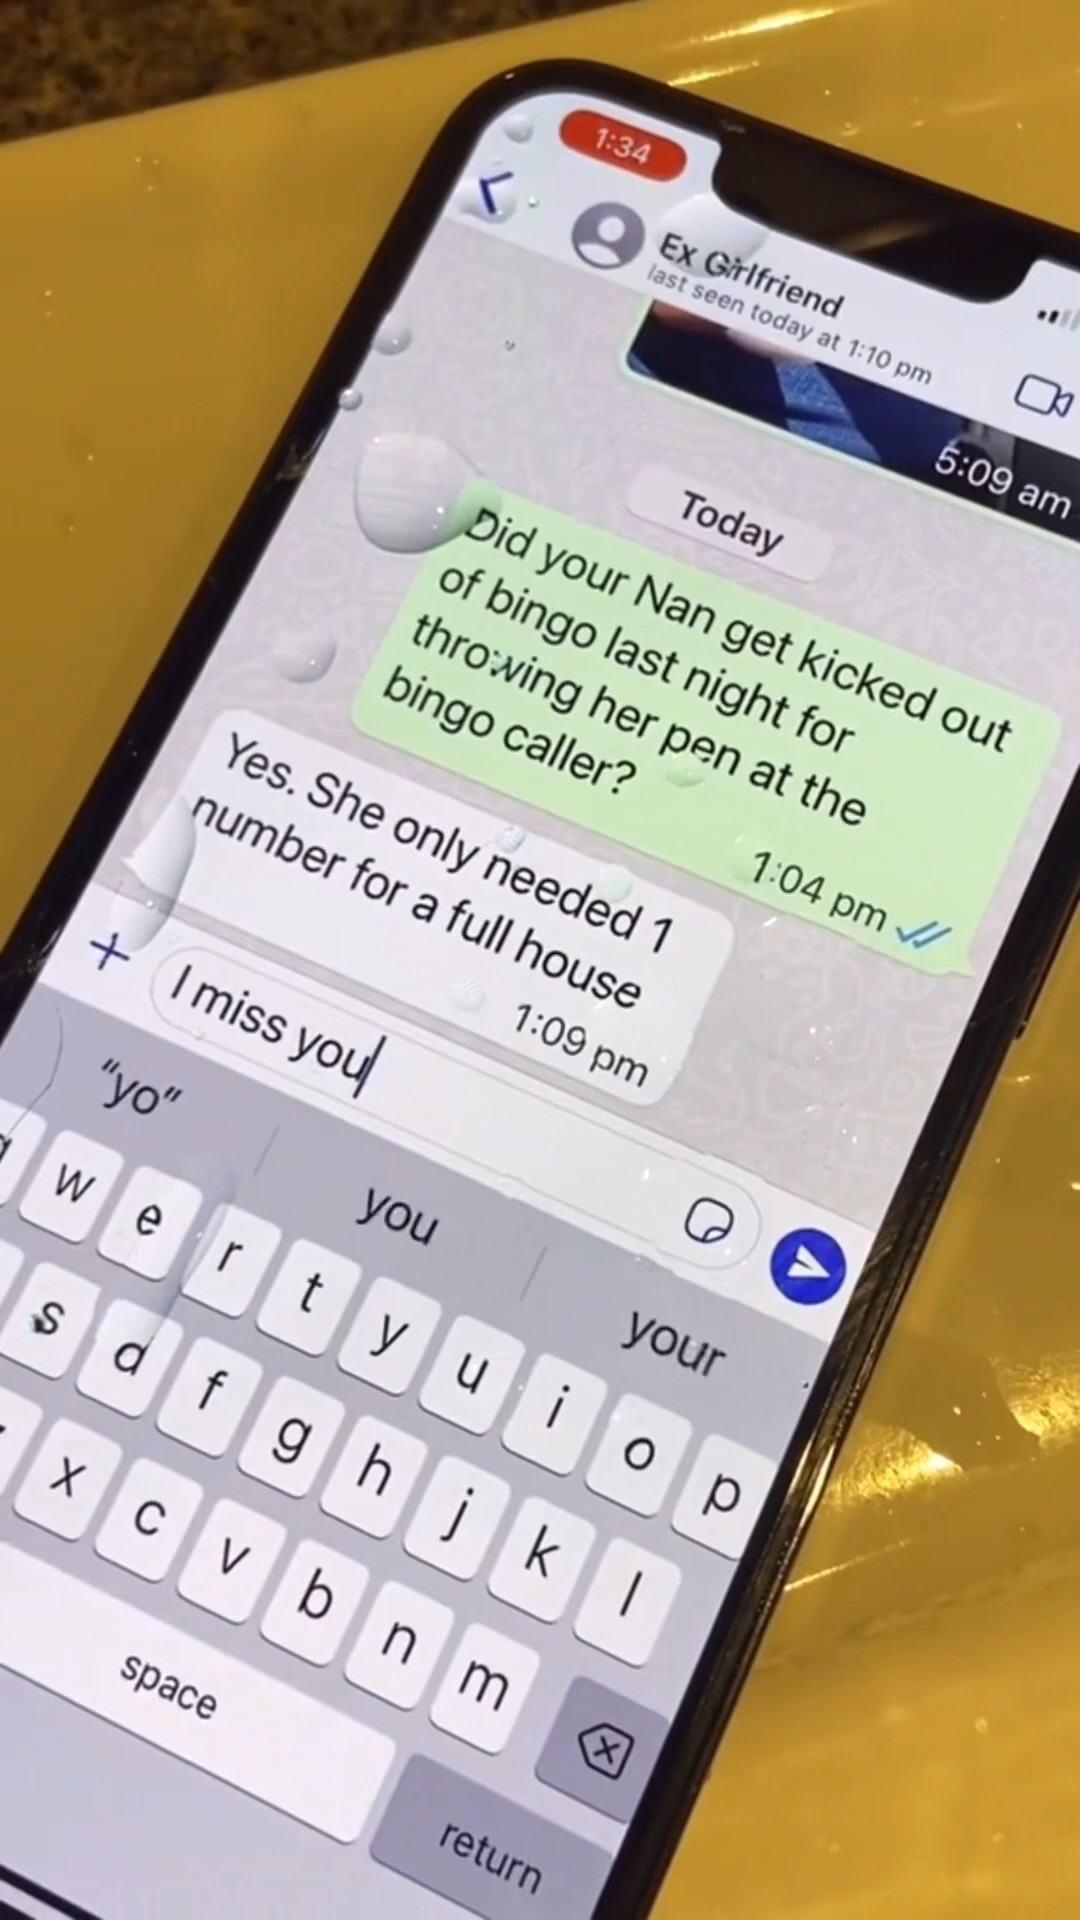 1:34
Ex Girlfriend
last seen today at 1:10 pm
5:09 am
Today
Did your Nan get kicked out
of bingo last night for
throwing her pen at the
bingo caller?
1:04 pm
Yes. She only needed 1
number for a full house
1:09 pm
I miss you
"yo"
you
your
w e r t y u i o p
s d f g h j k l
x c v b n m
space
return